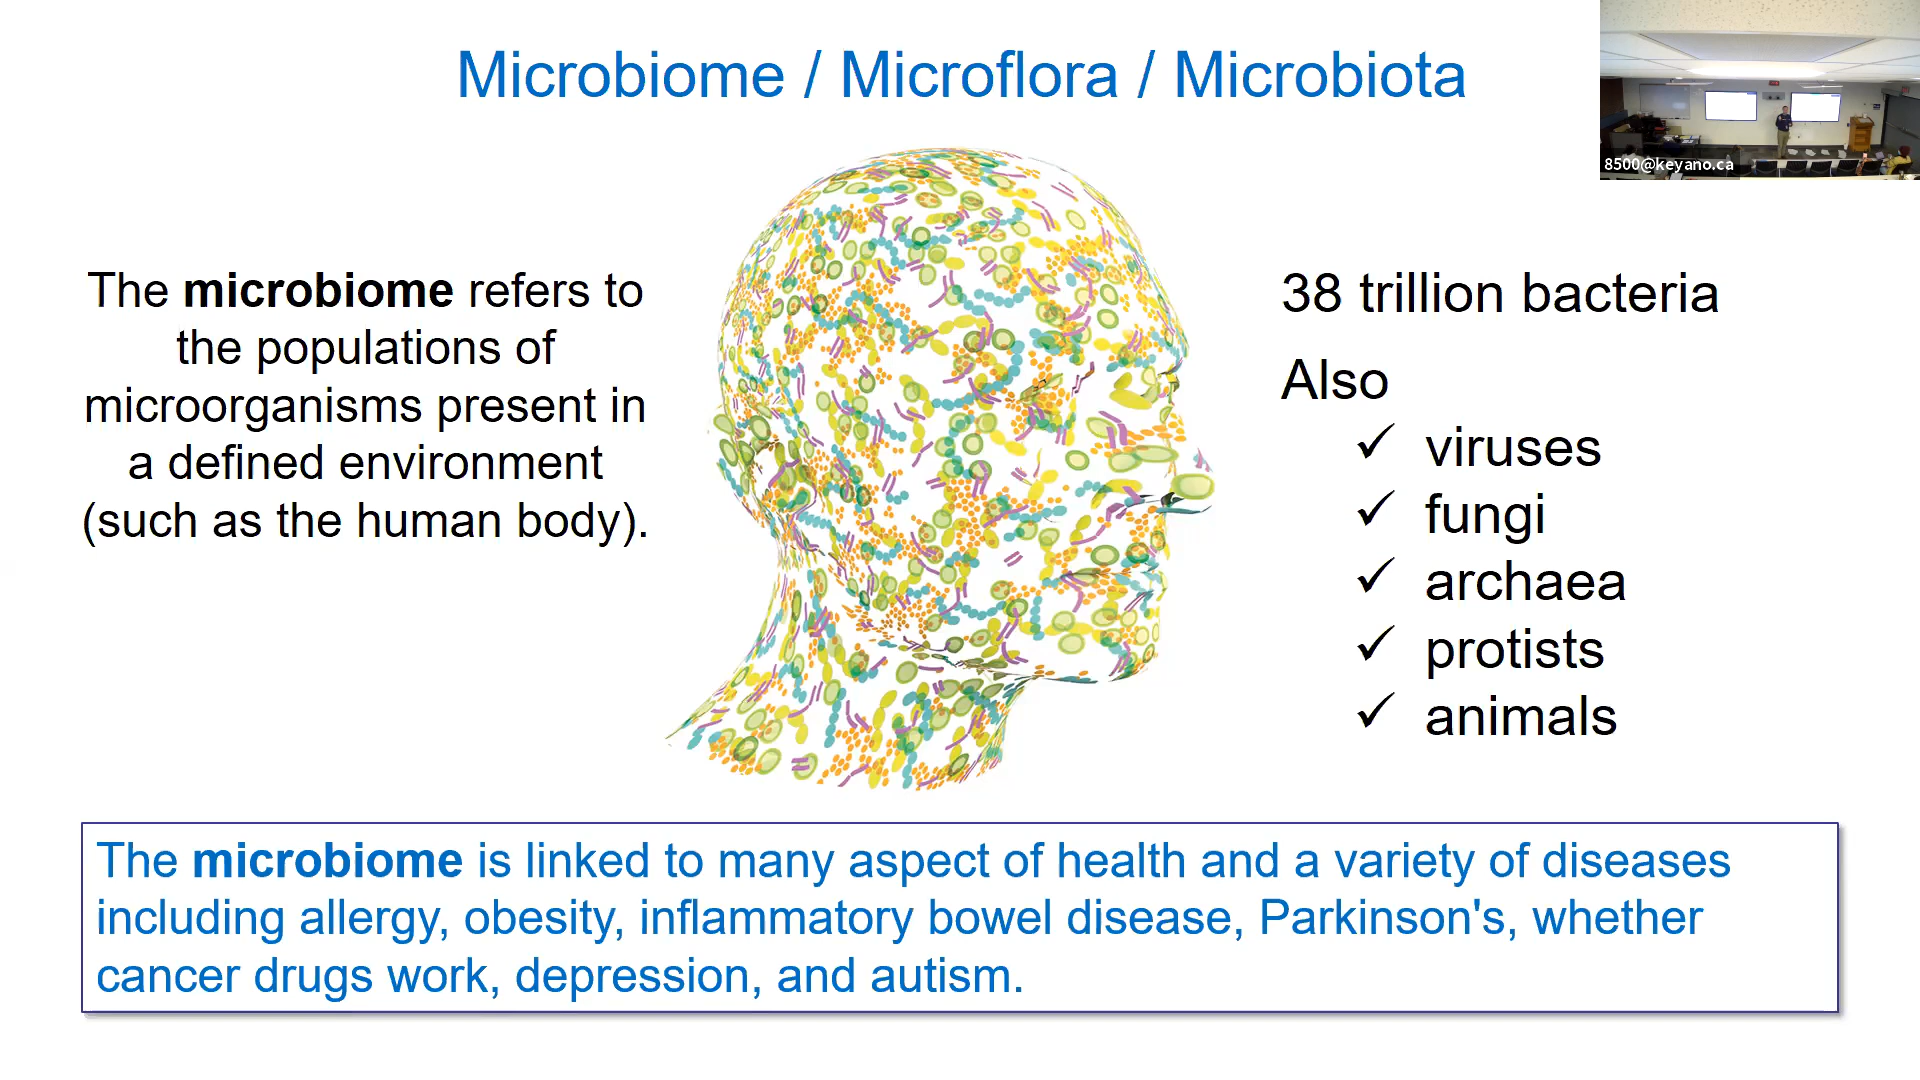 Microbiome / Microflora / Microbiota
8500@keyano.ca
The microbiome refers to
the populations of
microorganisms present in
a defined environment
(such as the human body).
38 trillion bacteria
Also
✓ viruses
✓ fungi
✓ archaea
✓ protists
✓ animals
The microbiome is linked to many aspect of health and a variety of diseases
including allergy, obesity, inflammatory bowel disease, Parkinson's, whether
cancer drugs work, depression, and autism.